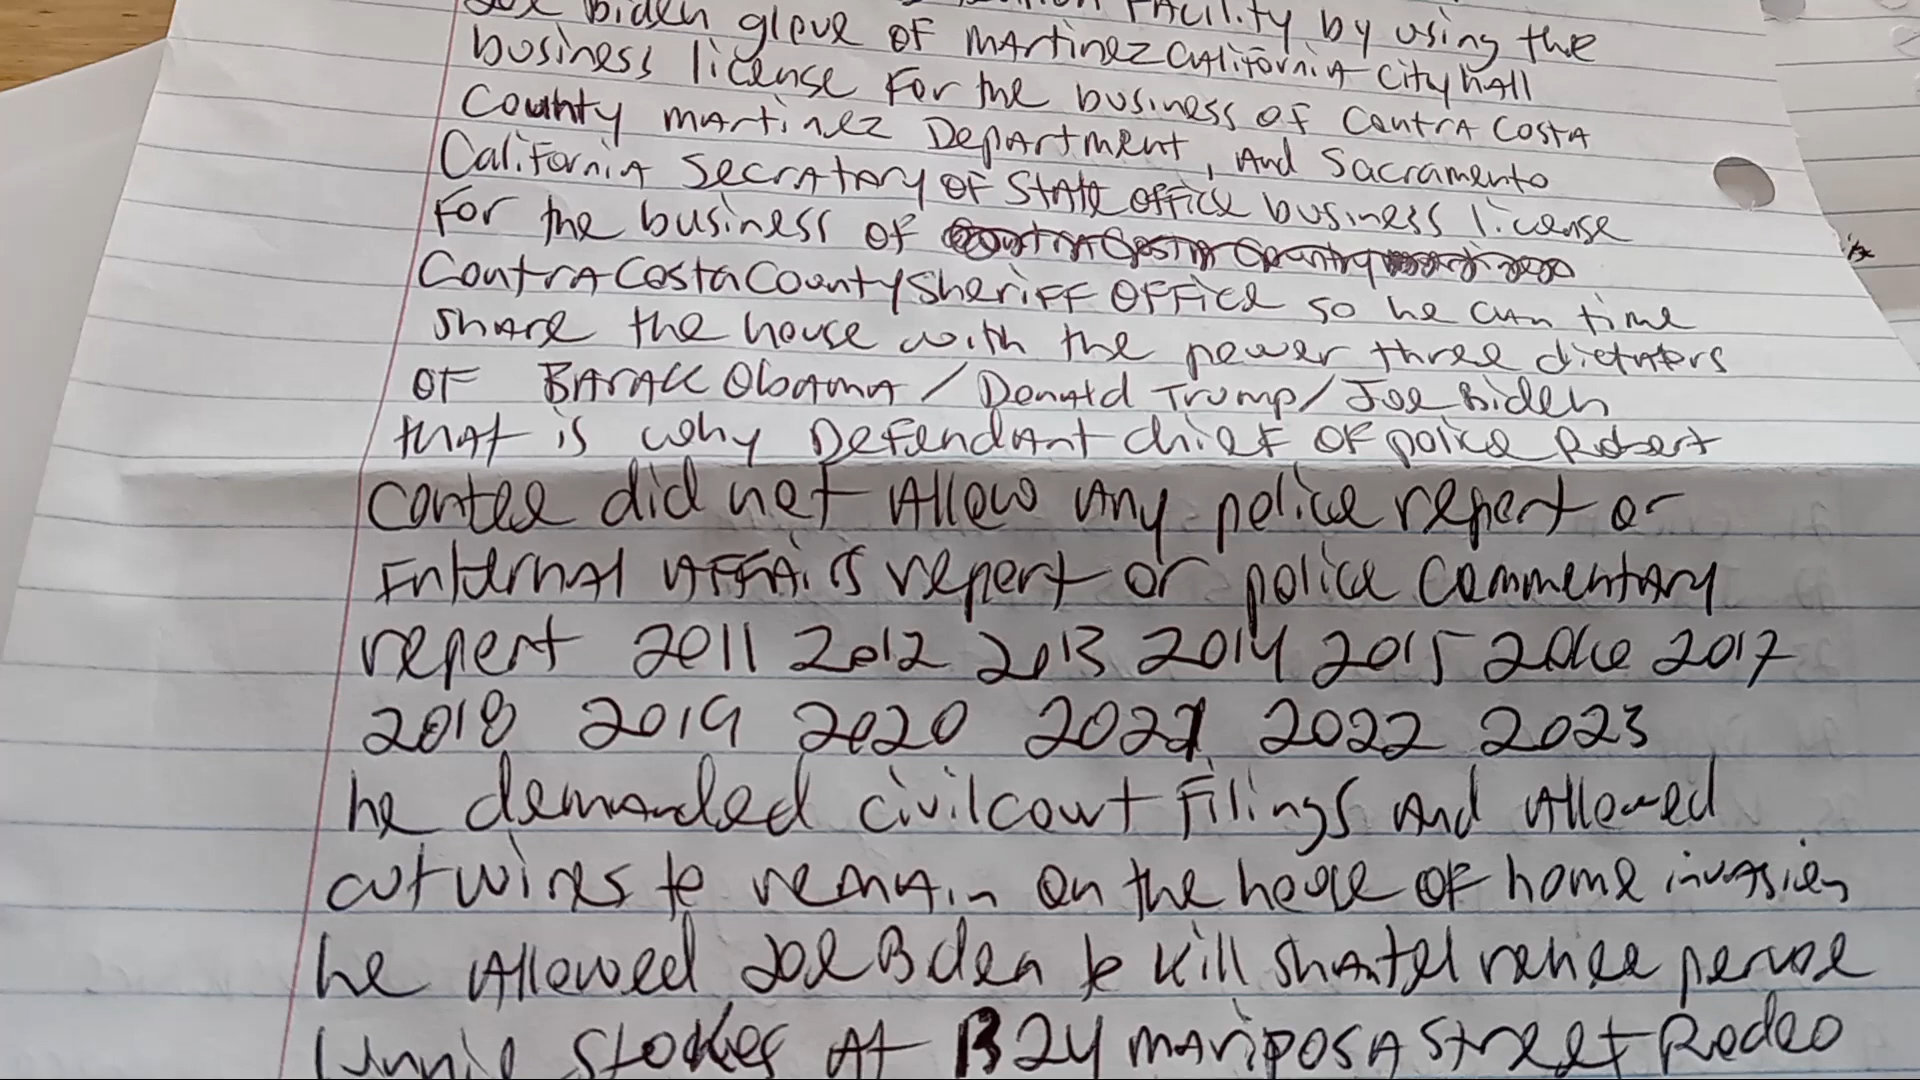 Joe Biden glove of Facility by using the
business license for the business of Martinez California City Hall
County Martinez Department, And Sacramento Contra Costa
California Secratary of State office business license
for the business of
Contra Costa County Sheriff Office so he can time
share the house with the power three dictators
of BARACK Obama / Donald Trump / Joe Biden
that is why Defendant chief of police Robert
Contee did not Allow Any police report or
Internal Affairs report or police Commentary
report 2011 2012 2013 2014 2015 2016 2017
2018 2019 2020 2021 2022 2023
he demanded civil court Filings And Allowed
cut wires to remain on the house of home invasion
he Allowed Joe Biden to kill Shantel renee
Stokes At Mariposa Street Rodeo